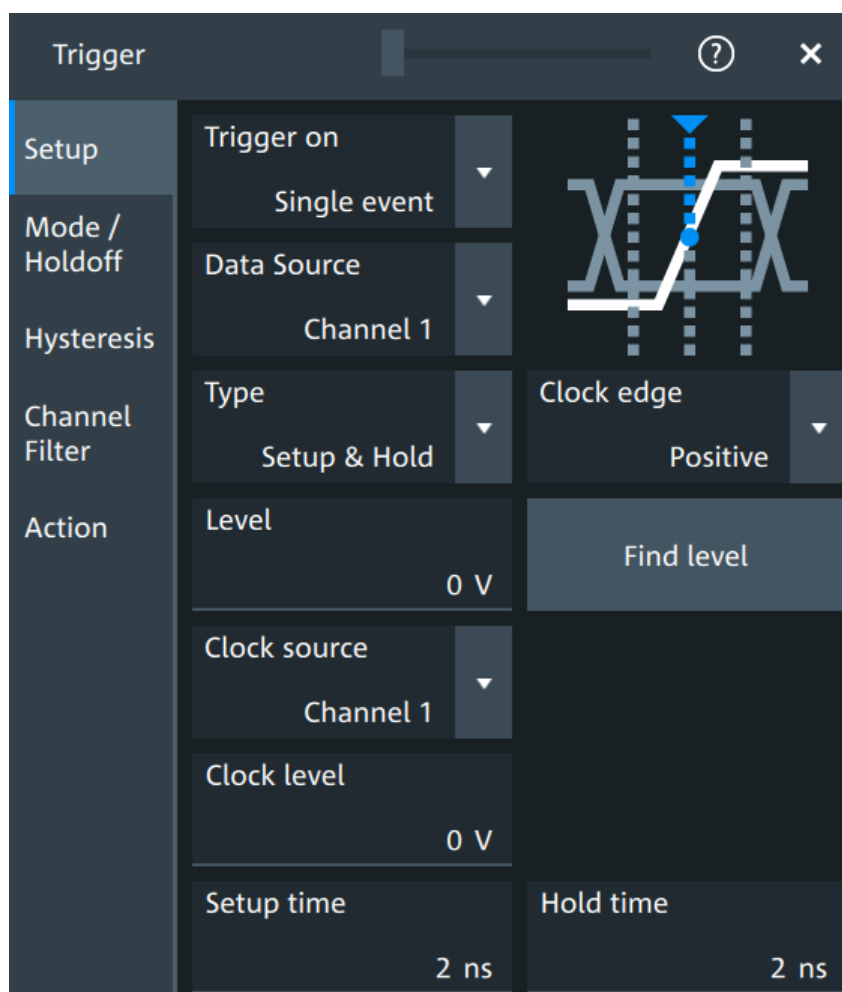 Trigger
?
×
Setup
Mode /
Holdoff
Hysteresis
Channel
Filter
Action
Trigger on
Single event
Data Source
Channel 1
Type
Setup & Hold
Clock edge
Positive
Level
0 V
Find level
Clock source
Channel 1
Clock level
0 V
Setup time
2 ns
Hold time
2 ns